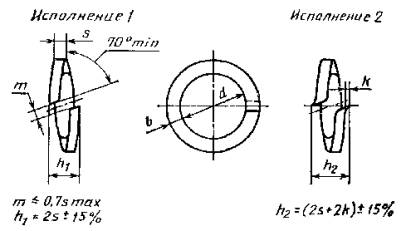 Исполнение 1
Исполнение 2
s
70° min
m
h₁
d
b
k
h₂
m ≤ 0,7s max
h₁ = 2s ± 15%
h₂ = (2s+2k) ± 15%